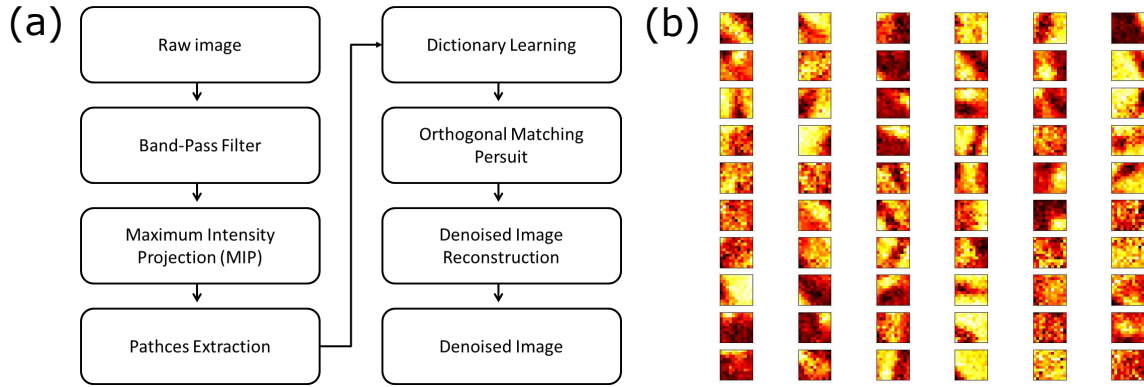 (a)
Raw image
Band-Pass Filter
Maximum Intensity
Projection (MIP)
Pathces Extraction
Dictionary Learning
Orthogonal Matching
Persuit
Denoised Image
Reconstruction
Denoised Image
(b)